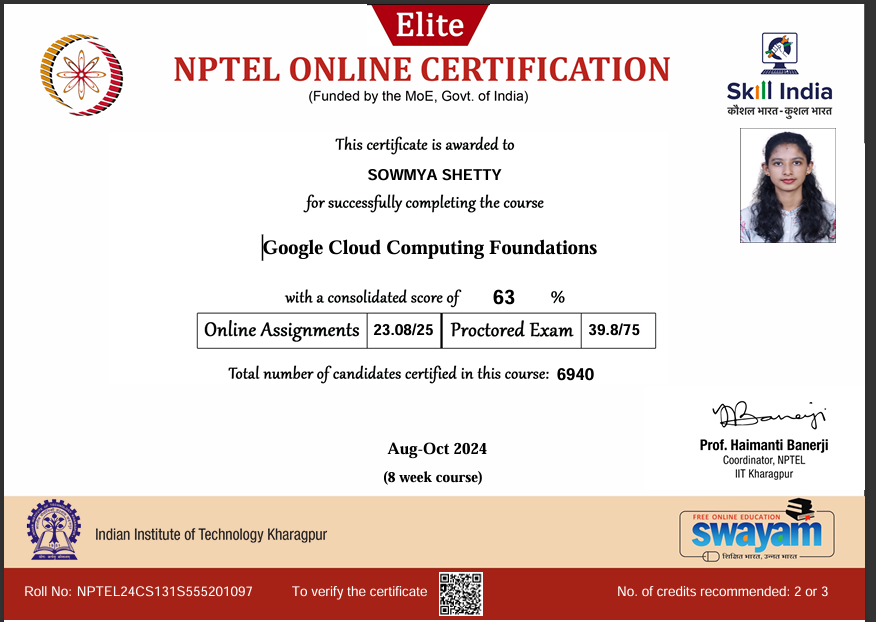 Elite
NPTEL ONLINE CERTIFICATION
(Funded by the MoE, Govt. of India)
Skill India
कौशल भारत - कुशल भारत
This certificate is awarded to
SOWMYA SHETTY
for successfully completing the course
Google Cloud Computing Foundations
with a consolidated score of 63 %
Online Assignments 23.08/25 Proctored Exam 39.8/75
Total number of candidates certified in this course: 6940
Prof. Haimanti Banerji
Coordinator, NPTEL
IIT Kharagpur
Aug-Oct 2024
(8 week course)
Indian Institute of Technology Kharagpur
FREE ONLINE EDUCATION
swayam
शिक्षित भारत, उन्नत भारत
Roll No: NPTEL24CS131S555201097 To verify the certificate No. of credits recommended: 2 or 3